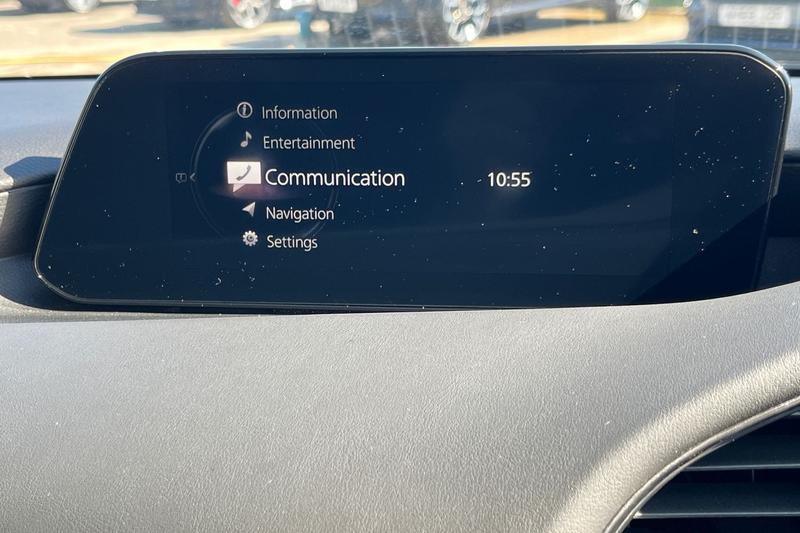 Information
Entertainment
Communication
10:55
Navigation
Settings